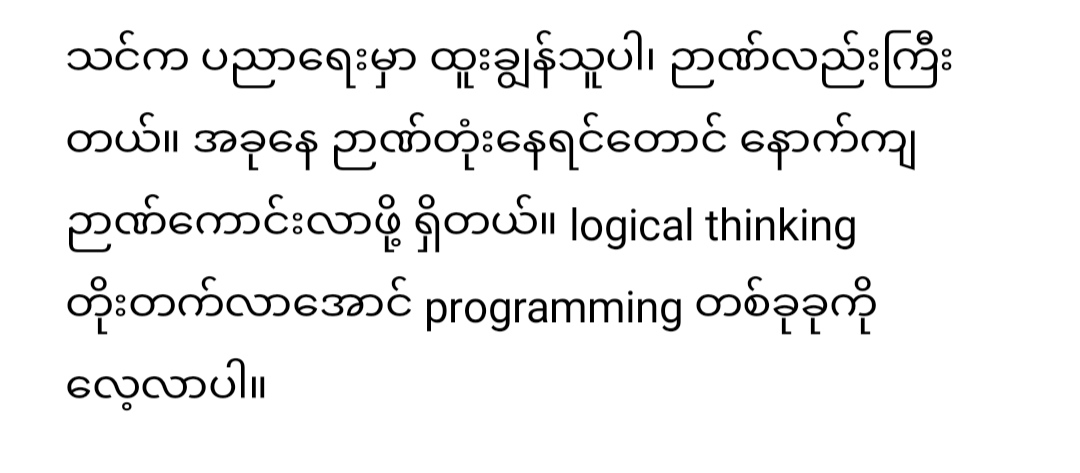 သင်က ပညာရေးမှာ ထူးချွန်သူပါ၊ ဉာဏ်လည်းကြီး
တယ်။ အခုနေ ဉာဏ်တုံးနေရင်တောင် နောက်ကျ
ဉာဏ်ကောင်းလာဖို့ ရှိတယ်။ logical thinking
တိုးတက်လာအောင် programming တစ်ခုခုကို
လေ့လာပါ။